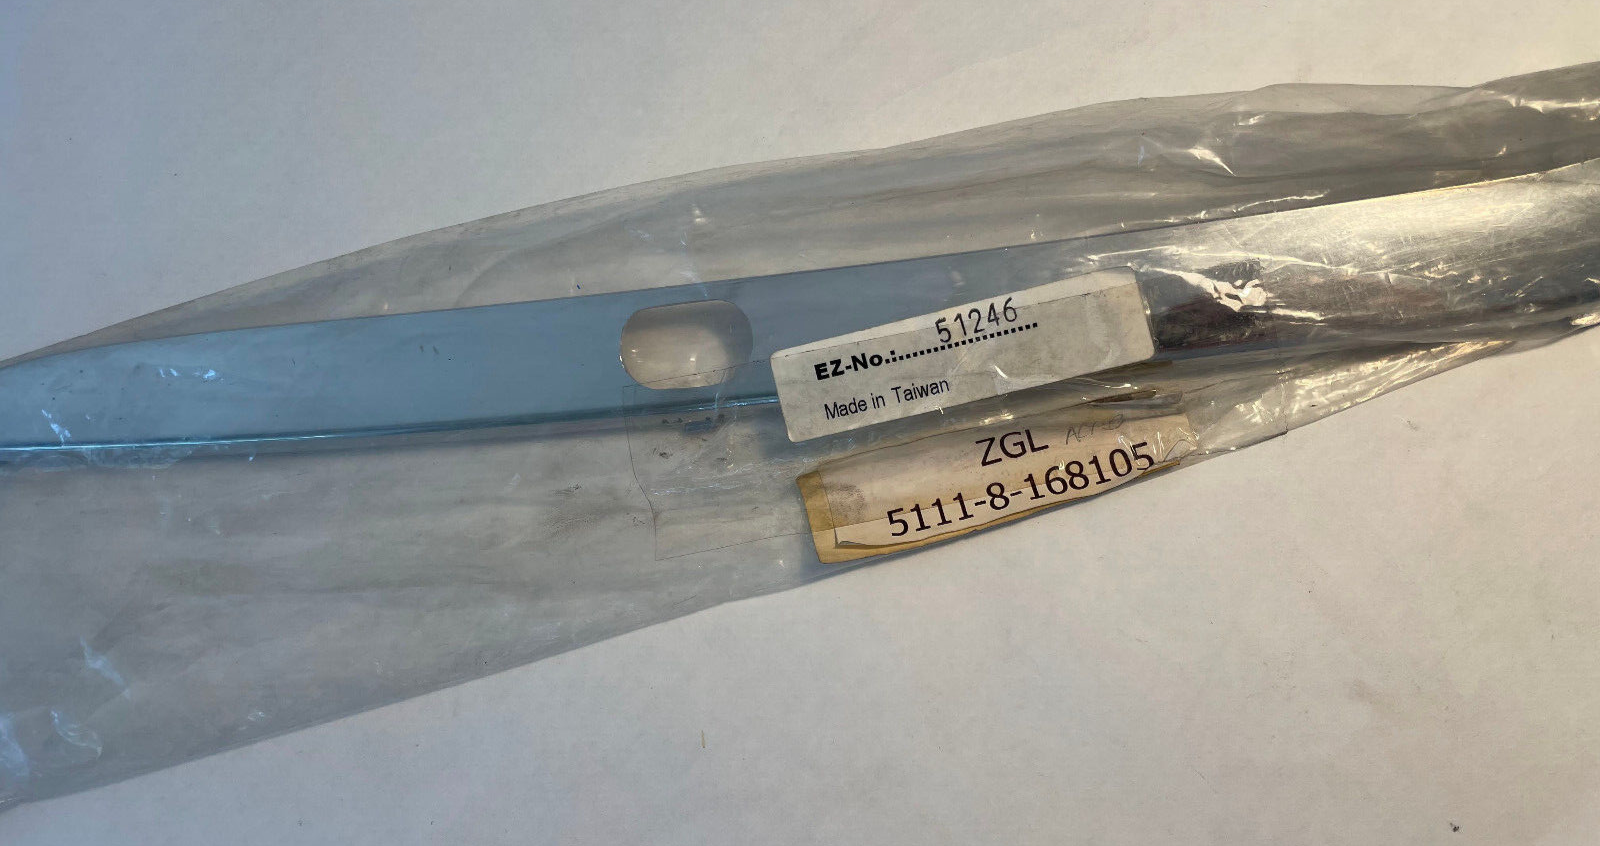 EZ-No.:..........51246..........
Made in Taiwan
ZGL
5111-8-168105